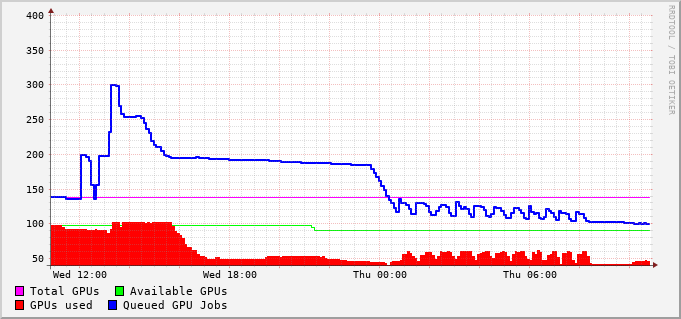 400
350
300
250
200
150
100
50
Wed 12:00 Wed 18:00 Thu 00:00 Thu 06:00
Total GPUs Available GPUs
GPUs used Queued GPU Jobs
RRDTOOL / TOBI OETIKER